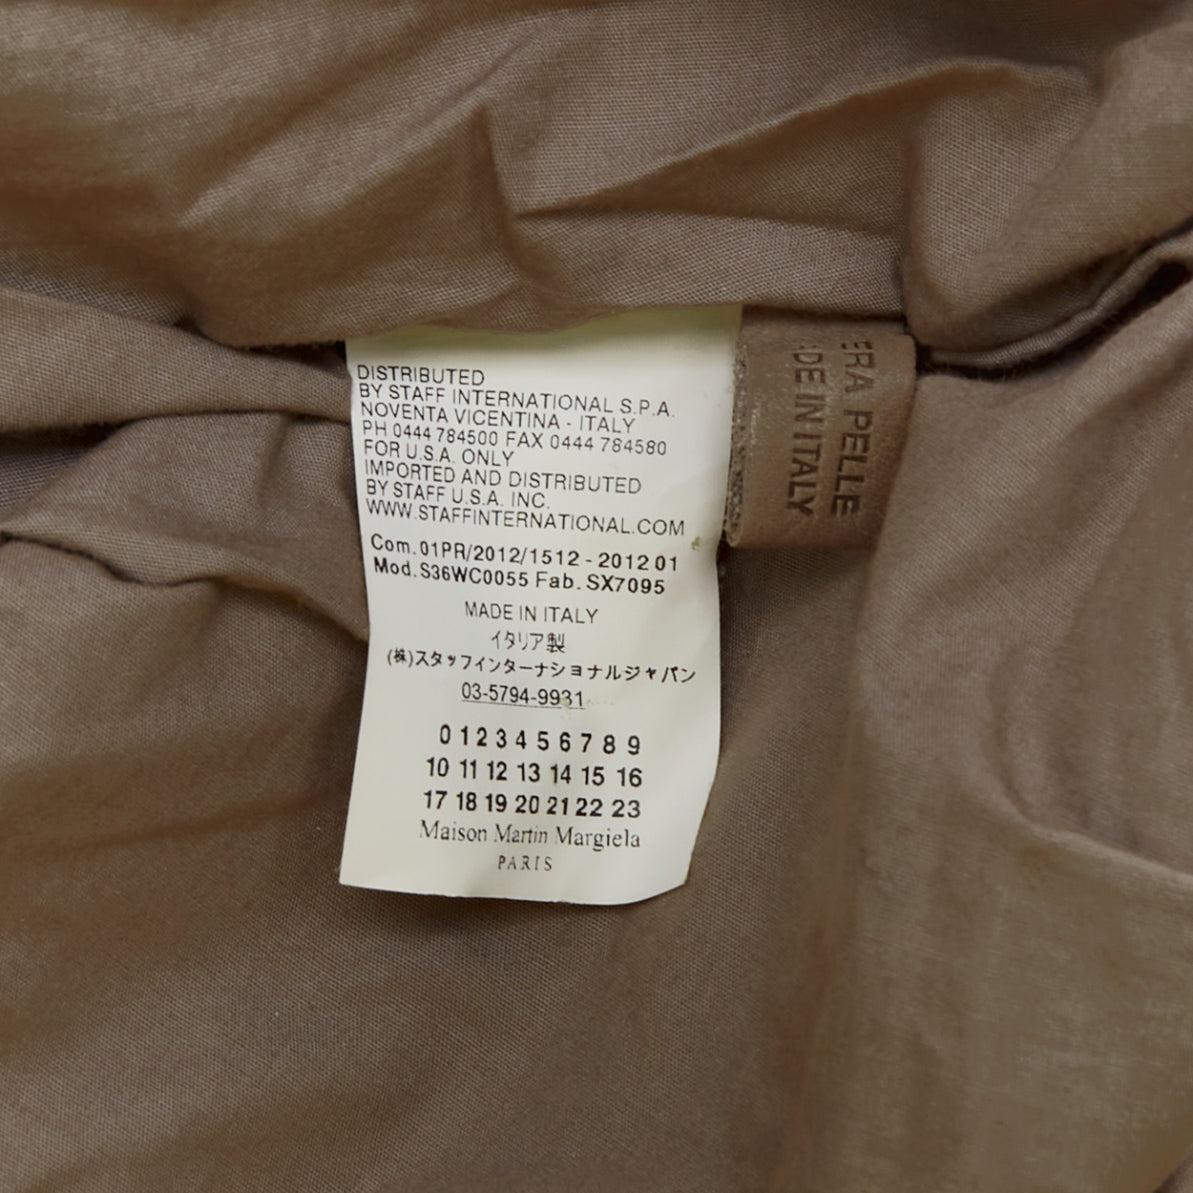 DISTRIBUTED
BY STAFF INTERNATIONAL S.P.A.
NOVENTA VICENTINA - ITALY
PH 0444 784500 FAX 0444 784580
FOR U.S.A. ONLY
IMPORTED AND DISTRIBUTED
BY STAFF U.S.A. INC.
WWW.STAFFINTERNATIONAL.COM
Com. 01PR/2012/1512 - 2012 01
Mod. S36WC0055 Fab. SX7095
MADE IN ITALY
イタリア製
(株)スタッフインターナショナルジャパン
03-5794-9931
0 1 2 3 4 5 6 7 8 9
10 11 12 13 14 15 16
17 18 19 20 21 22 23
Maison Martin Margiela
PARIS
ERA PELLE
ADE IN ITALY